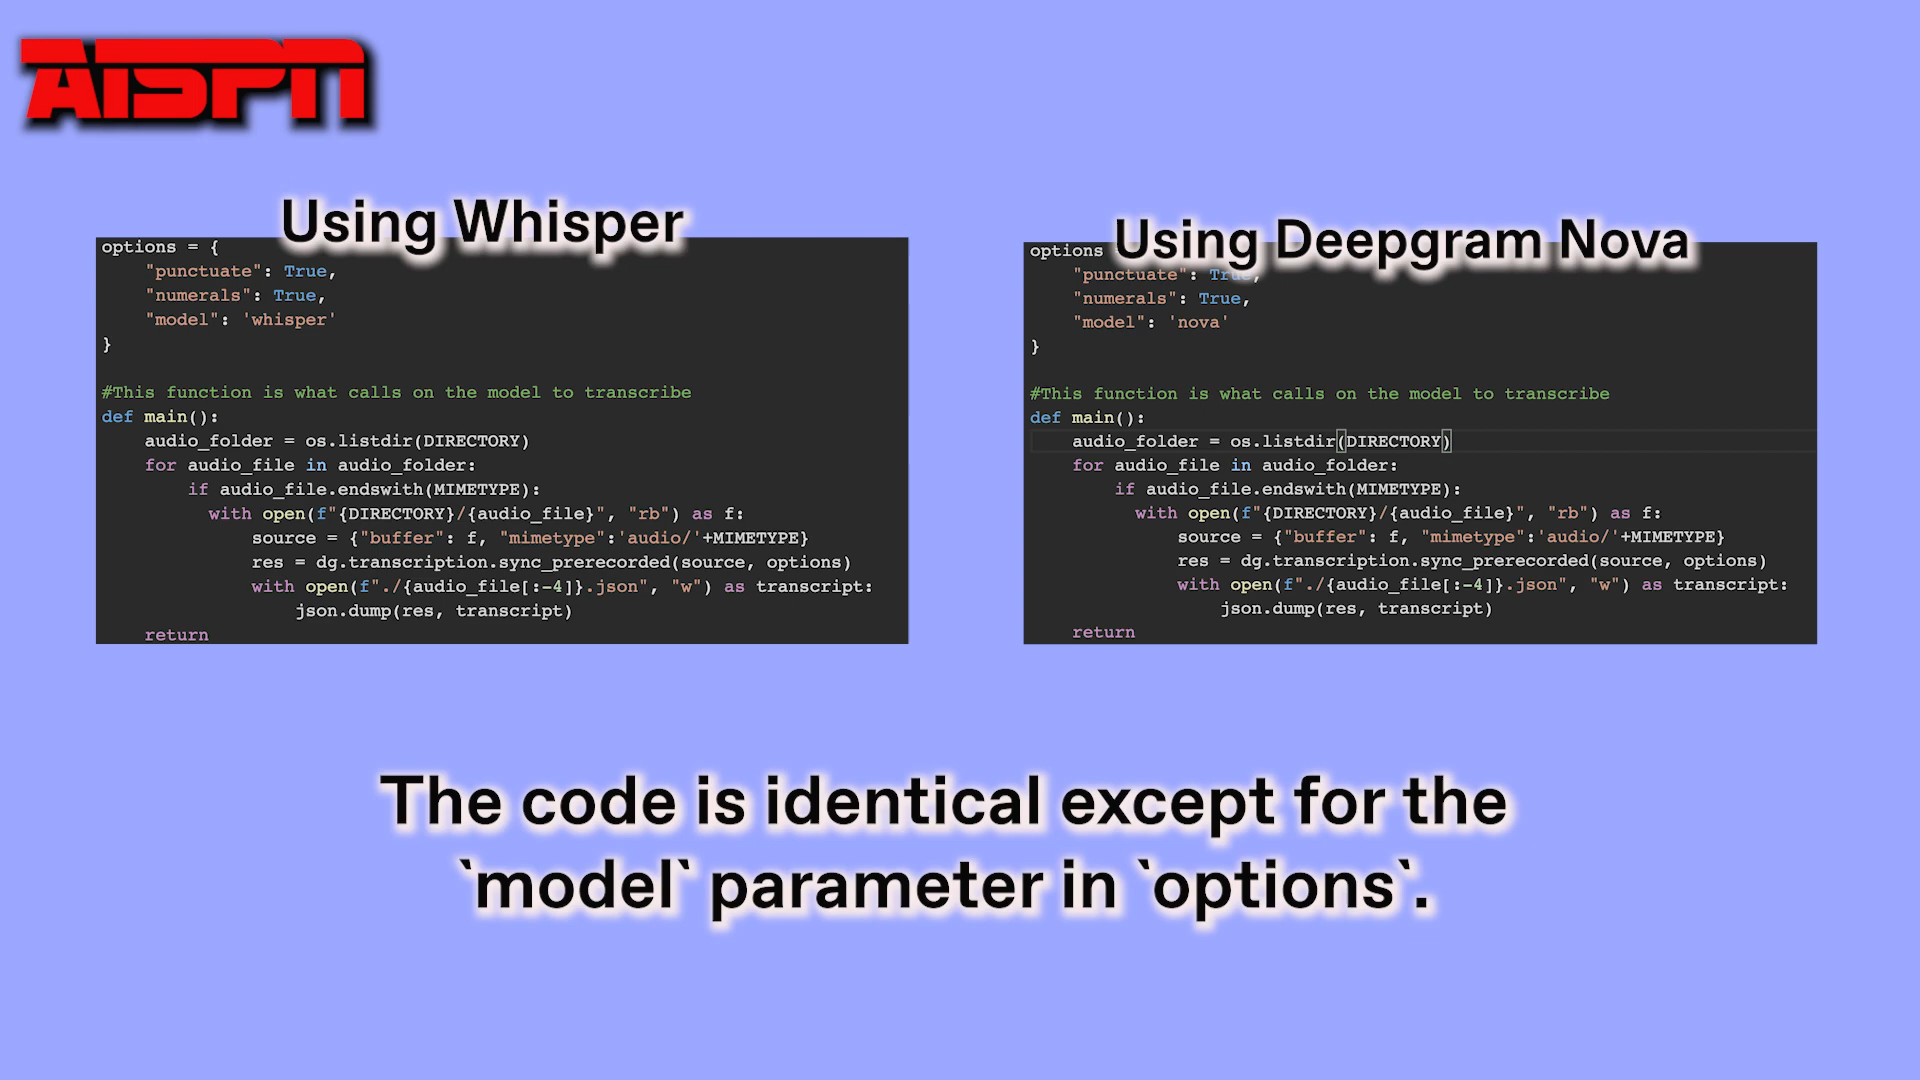 AISPN
Using Whisper
options = {
    "punctuate": True,
    "numerals": True,
    "model": 'whisper'
}
#This function is what calls on the model to transcribe
def main():
    audio_folder = os.listdir(DIRECTORY)
    for audio_file in audio_folder:
        if audio_file.endswith(MIMETYPE):
          with open(f"{DIRECTORY}/{audio_file}", "rb") as f:
              source = {"buffer": f, "mimetype":'audio/'+MIMETYPE}
              res = dg.transcription.sync_prerecorded(source, options)
              with open(f"./{audio_file[:-4]}.json", "w") as transcript:
                  json.dump(res, transcript)
    return
Using Deepgram Nova
options
    "punctuate": True,
    "numerals": True,
    "model": 'nova'
}
#This function is what calls on the model to transcribe
def main():
    audio_folder = os.listdir(DIRECTORY)
    for audio_file in audio_folder:
        if audio_file.endswith(MIMETYPE):
          with open(f"{DIRECTORY}/{audio_file}", "rb") as f:
              source = {"buffer": f, "mimetype":'audio/'+MIMETYPE}
              res = dg.transcription.sync_prerecorded(source, options)
              with open(f"./{audio_file[:-4]}.json", "w") as transcript:
                  json.dump(res, transcript)
    return
The code is identical except for the
`model` parameter in `options`.